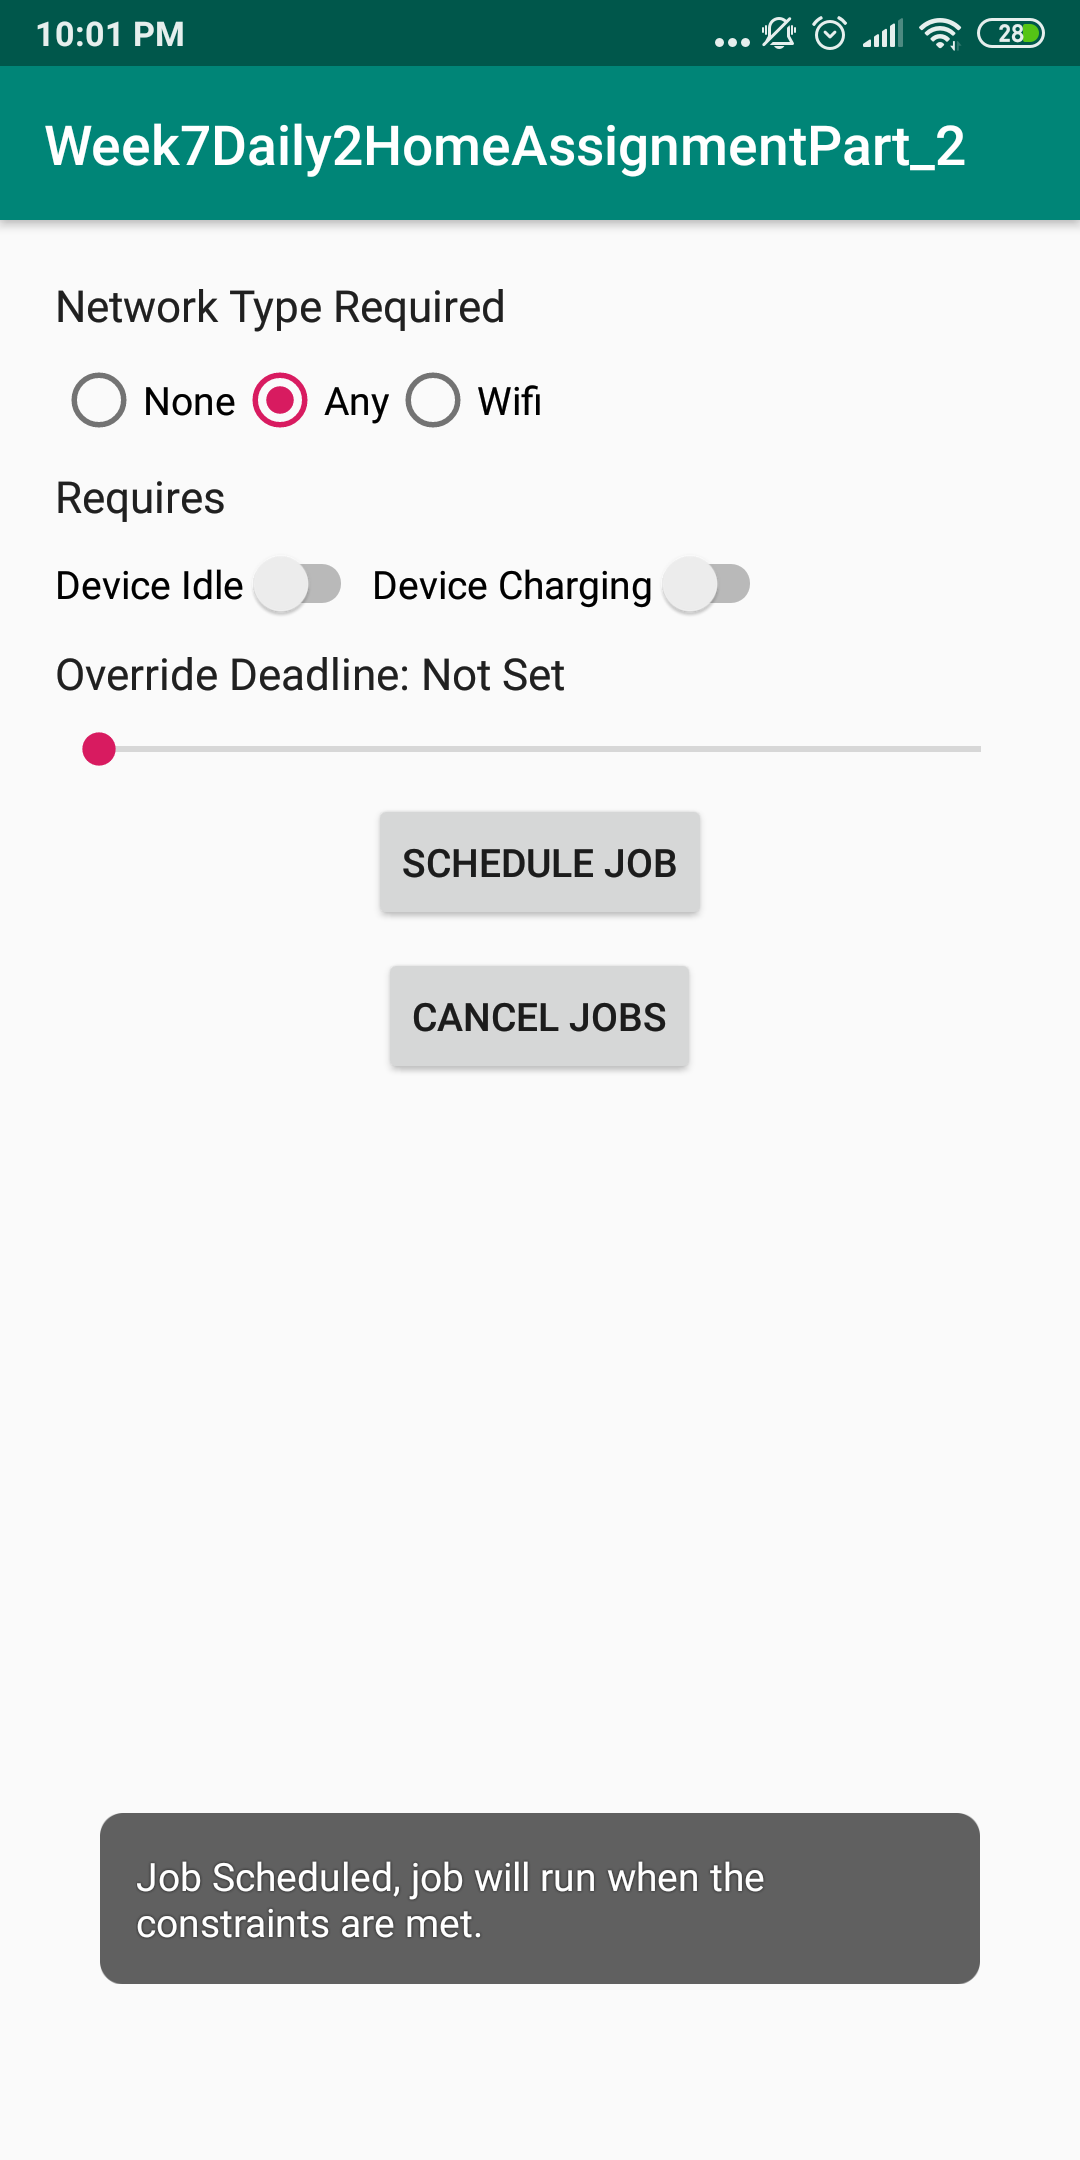 10:01 PM
28
Week7Daily2HomeAssignmentPart_2
Network Type Required
None Any Wifi
Requires
Device Idle Device Charging
Override Deadline: Not Set
SCHEDULE JOB
CANCEL JOBS
Job Scheduled, job will run when the
constraints are met.